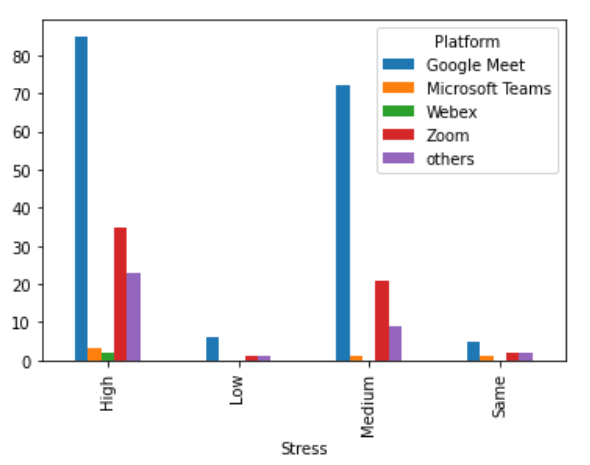 Platform
Google Meet
Microsoft Teams
Webex
Zoom
others
80
70
60
50
40
30
20
10
0
High
Low
Medium
Same
Stress